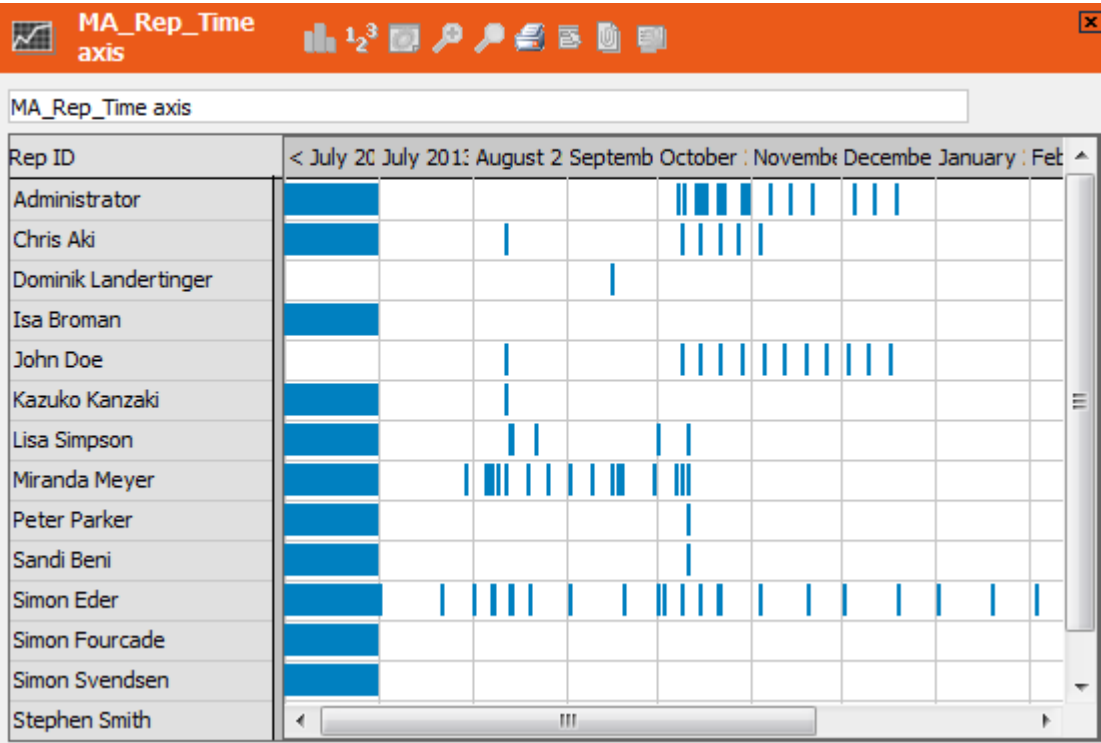 MA_Rep_Time
axis
1 2 3
MA_Rep_Time axis
Rep ID < July 20 July 2013 August 2 Septemb October Novembe Decembe January Feb
Administrator
Chris Aki
Dominik Landertinger
Isa Broman
John Doe
Kazuko Kanzaki
Lisa Simpson
Miranda Meyer
Peter Parker
Sandi Beni
Simon Eder
Simon Fourcade
Simon Svendsen
Stephen Smith